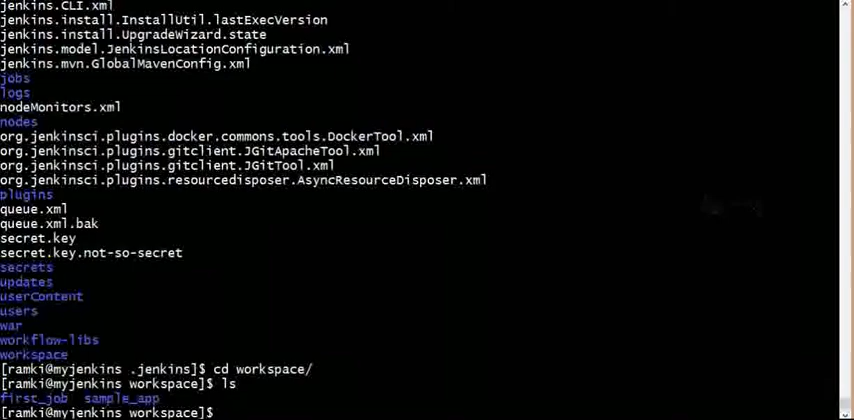 jenkins.CLI.xml
jenkins.install.InstallUtil.lastExecVersion
jenkins.install.UpgradeWizard.state
jenkins.model.JenkinsLocationConfiguration.xml
jenkins.mvn.GlobalMavenConfig.xml
jobs
logs
nodeMonitors.xml
nodes
org.jenkinsci.plugins.docker.commons.tools.DockerTool.xml
org.jenkinsci.plugins.gitclient.JGitApacheTool.xml
org.jenkinsci.plugins.gitclient.JGitTool.xml
org.jenkinsci.plugins.resourcedisposer.AsyncResourceDisposer.xml
plugins
queue.xml
queue.xml.bak
secret.key
secret.key.not-so-secret
secrets
updates
userContent
users
war
workflow-libs
workspace
[ramki@myjenkins .jenkins]$ cd workspace/
[ramki@myjenkins workspace]$ ls
first_job  sample_app
[ramki@myjenkins workspace]$